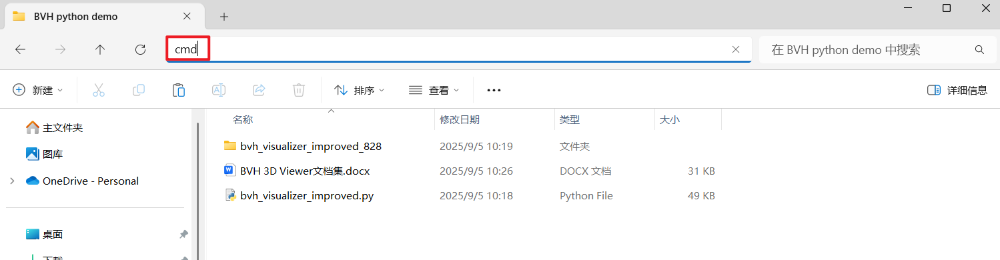 BVH python demo
cmd
在 BVH python demo 中搜索
新建
排序
查看
详细信息
主文件夹
图库
OneDrive - Personal
桌面
下载
名称 修改日期 类型 大小
bvh_visualizer_improved_828 2025/9/5 10:19 文件夹
BVH 3D Viewer文档集.docx 2025/9/5 10:26 DOCX 文档 31 KB
bvh_visualizer_improved.py 2025/9/5 10:18 Python File 49 KB